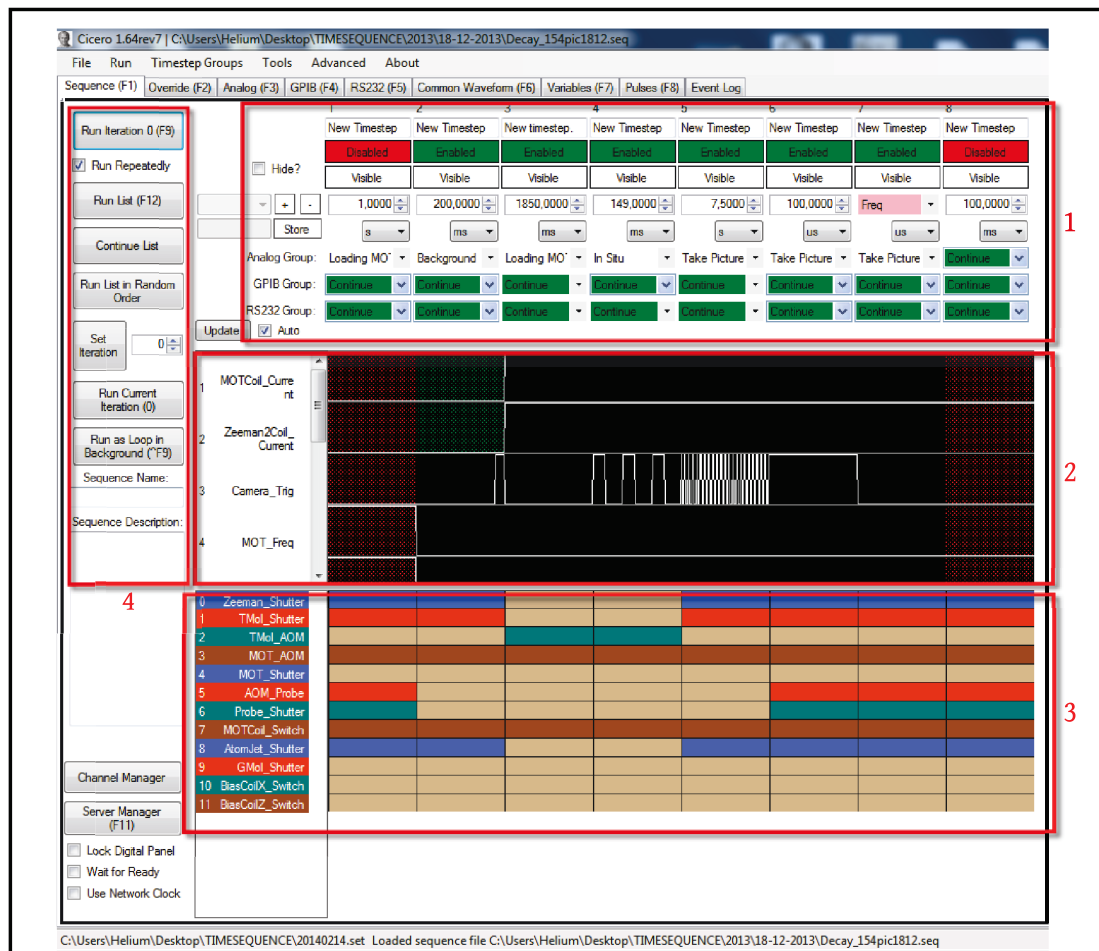 Cicero 1.64rev7 | C:\Users\Helium\Desktop\TIMESEQUENCE\2013\18-12-2013\Decay_154pic1812.seq
File Run Timestep Groups Tools Advanced About
Sequence (F1) Override (F2) Analog (F3) GPIB (F4) RS232 (F5) Common Waveform (F6) Variables (F7) Pulses (F8) Event Log
1 2 3 4 5 6 7 8
Run Iteration 0 (F9)
New Timestep New Timestep New timestep. New Timestep New Timestep New Timestep New Timestep New Timestep
Disabled Enabled Enabled Enabled Enabled Enabled Enabled Disabled
Run Repeatedly
Hide?
Visible Visible Visible Visible Visible Visible Visible Visible
Run List (F12)
+ - 1,0000 200,0000 1850,0000 149,0000 7,5000 100,0000 Freq 100,0000
1
Store s ms ms ms s us us ms
Continue List
Analog Group: Loading MO Background Loading MO In Situ Take Picture Take Picture Take Picture Continue
Run List in Random Order
GPIB Group: Continue Continue Continue Continue Continue Continue Continue Continue
RS232 Group: Continue Continue Continue Continue Continue Continue Continue Continue
Update Auto
Set Iteration 0
Run Current Iteration (0)
Run as Loop in Background (^F9)
Sequence Name:
Sequence Description:
1 MOTCoil_Curre
nt
2 Zeeman2Coil_
Current
3 Camera_Trig
4 MOT_Freq
2
4
0 Zeeman_Shutter
1 TMol_Shutter
2 TMol_AOM
3 MOT_AOM
4 MOT_Shutter
5 AOM_Probe
6 Probe_Shutter
7 MOTCoil_Switch
8 AtomJet_Shutter
9 GMol_Shutter
10 BiasCoilX_Switch
11 BiasCoilZ_Switch
3
Channel Manager
Server Manager
(F11)
Lock Digital Panel
Wait for Ready
Use Network Clock
C:\Users\Helium\Desktop\TIMESEQUENCE\20140214.set Loaded sequence file C:\Users\Helium\Desktop\TIMESEQUENCE\2013\18-12-2013\Decay_154pic1812.seq